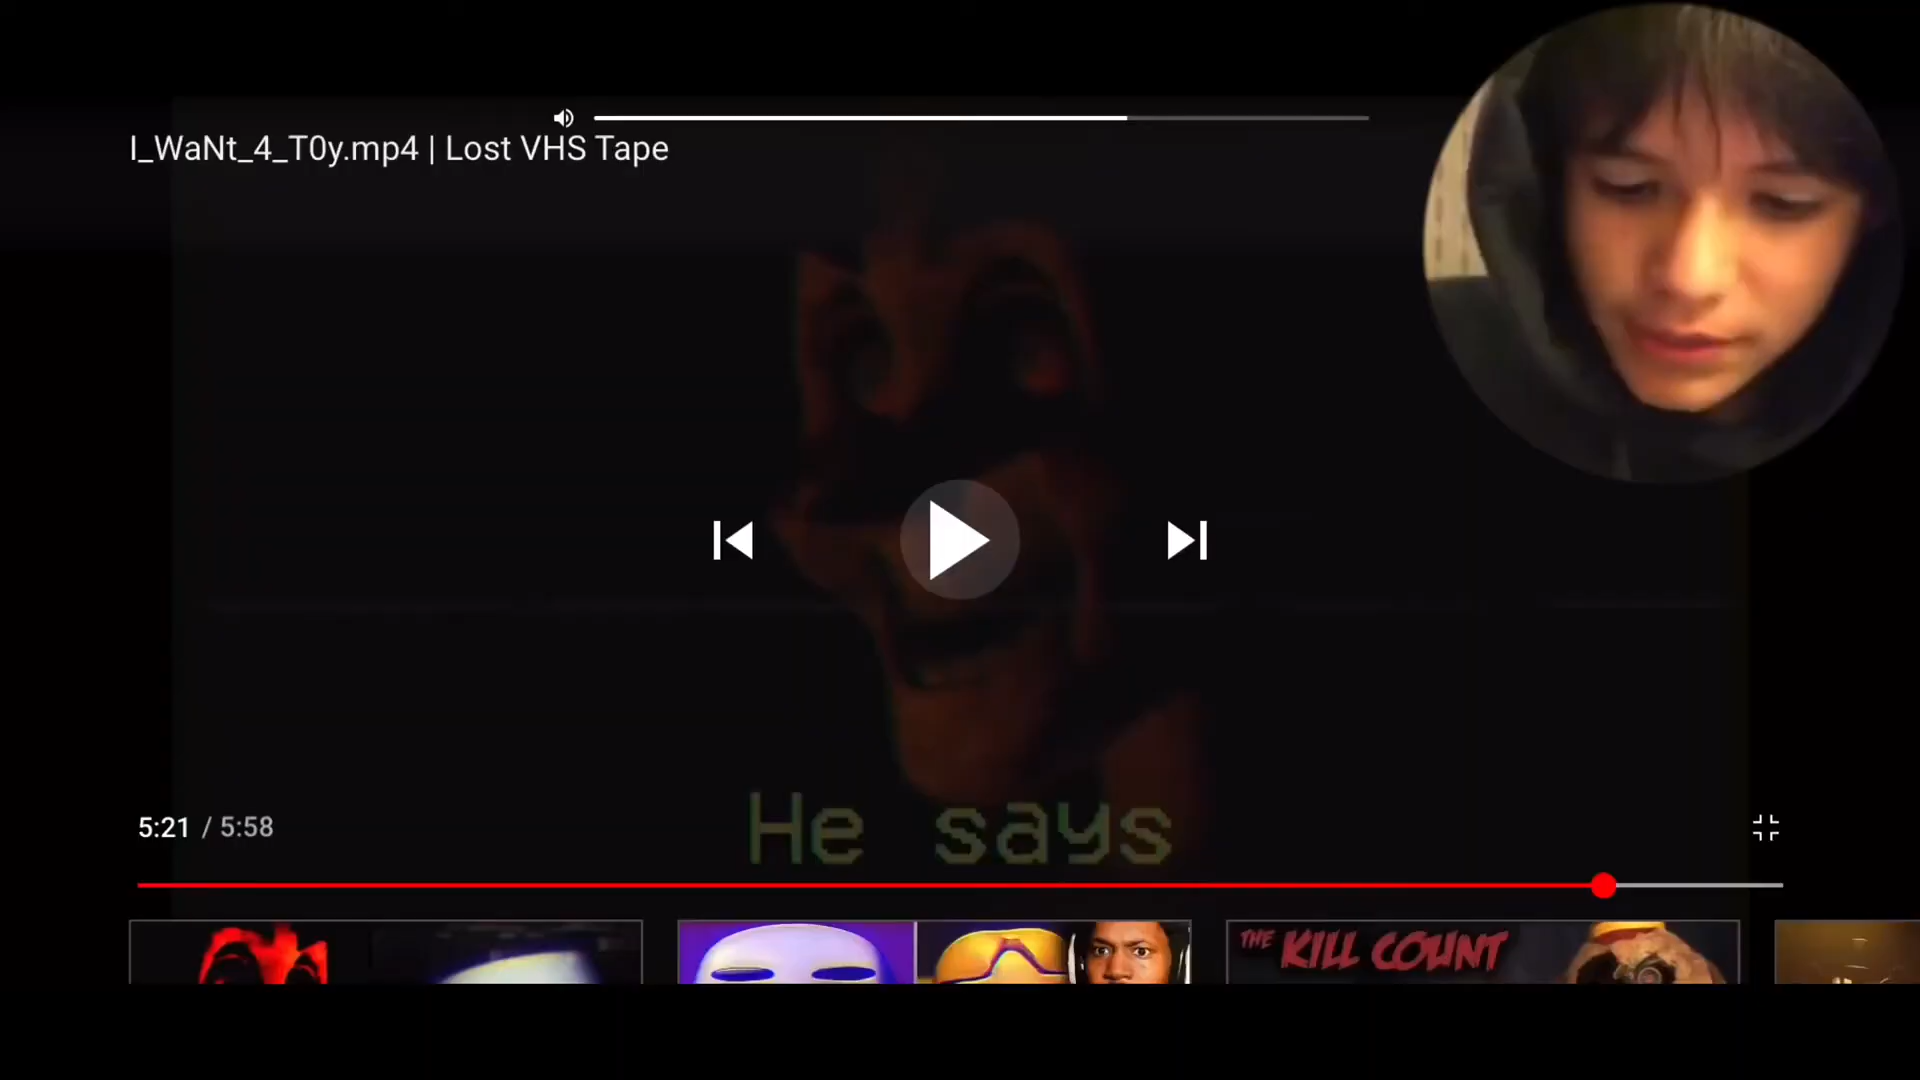 I_WaNt_4_T0y.mp4 | Lost VHS Tape
He says
5:21 / 5:58
THE KILL COUNT